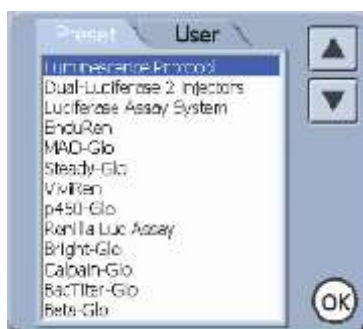 Preset User
Luminescence Protocol
Dual-Luciferase 2 Injectors
Luciferase Assay System
EnduRen
MAO-Glo
Steady-Glo
ViviRen
p450-Glo
Renilla Luc Assay
Bright-Glo
Calpain-Glo
BacTiter-Glo
Beta-Glo
OK